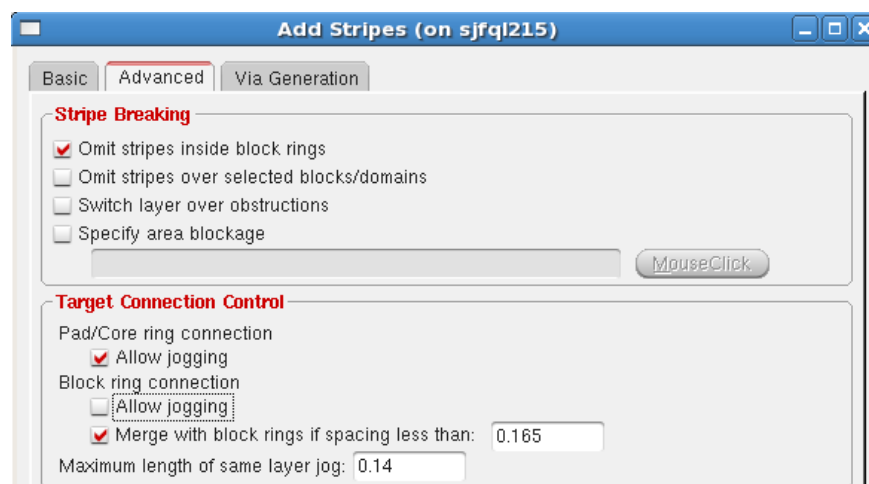 Add Stripes (on sjfql215)
Basic Advanced Via Generation
Stripe Breaking
Omit stripes inside block rings
Omit stripes over selected blocks/domains
Switch layer over obstructions
Specify area blockage
MouseClick
Target Connection Control
Pad/Core ring connection
Allow jogging
Block ring connection
Allow jogging
Merge with block rings if spacing less than: 0.165
Maximum length of same layer jog: 0.14